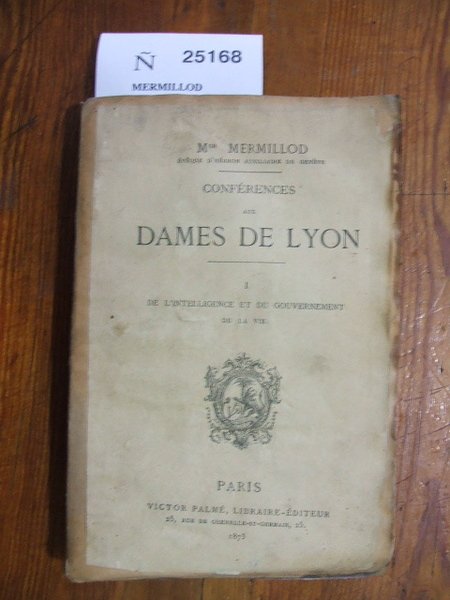 Ñ 25168
MERMILLOD
Mgr MERMILLOD
ÉVÊQUE D'HÉBRON AUXILIAIRE DE GENÈVE
CONFÉRENCES
AUX
DAMES DE LYON
I
DE L'INTELLIGENCE ET DU GOUVERNEMENT
DE LA VIE
PARIS
VICTOR PALMÉ, LIBRAIRE-ÉDITEUR
25, RUE DE GRENELLE-ST-GERMAIN, 25.